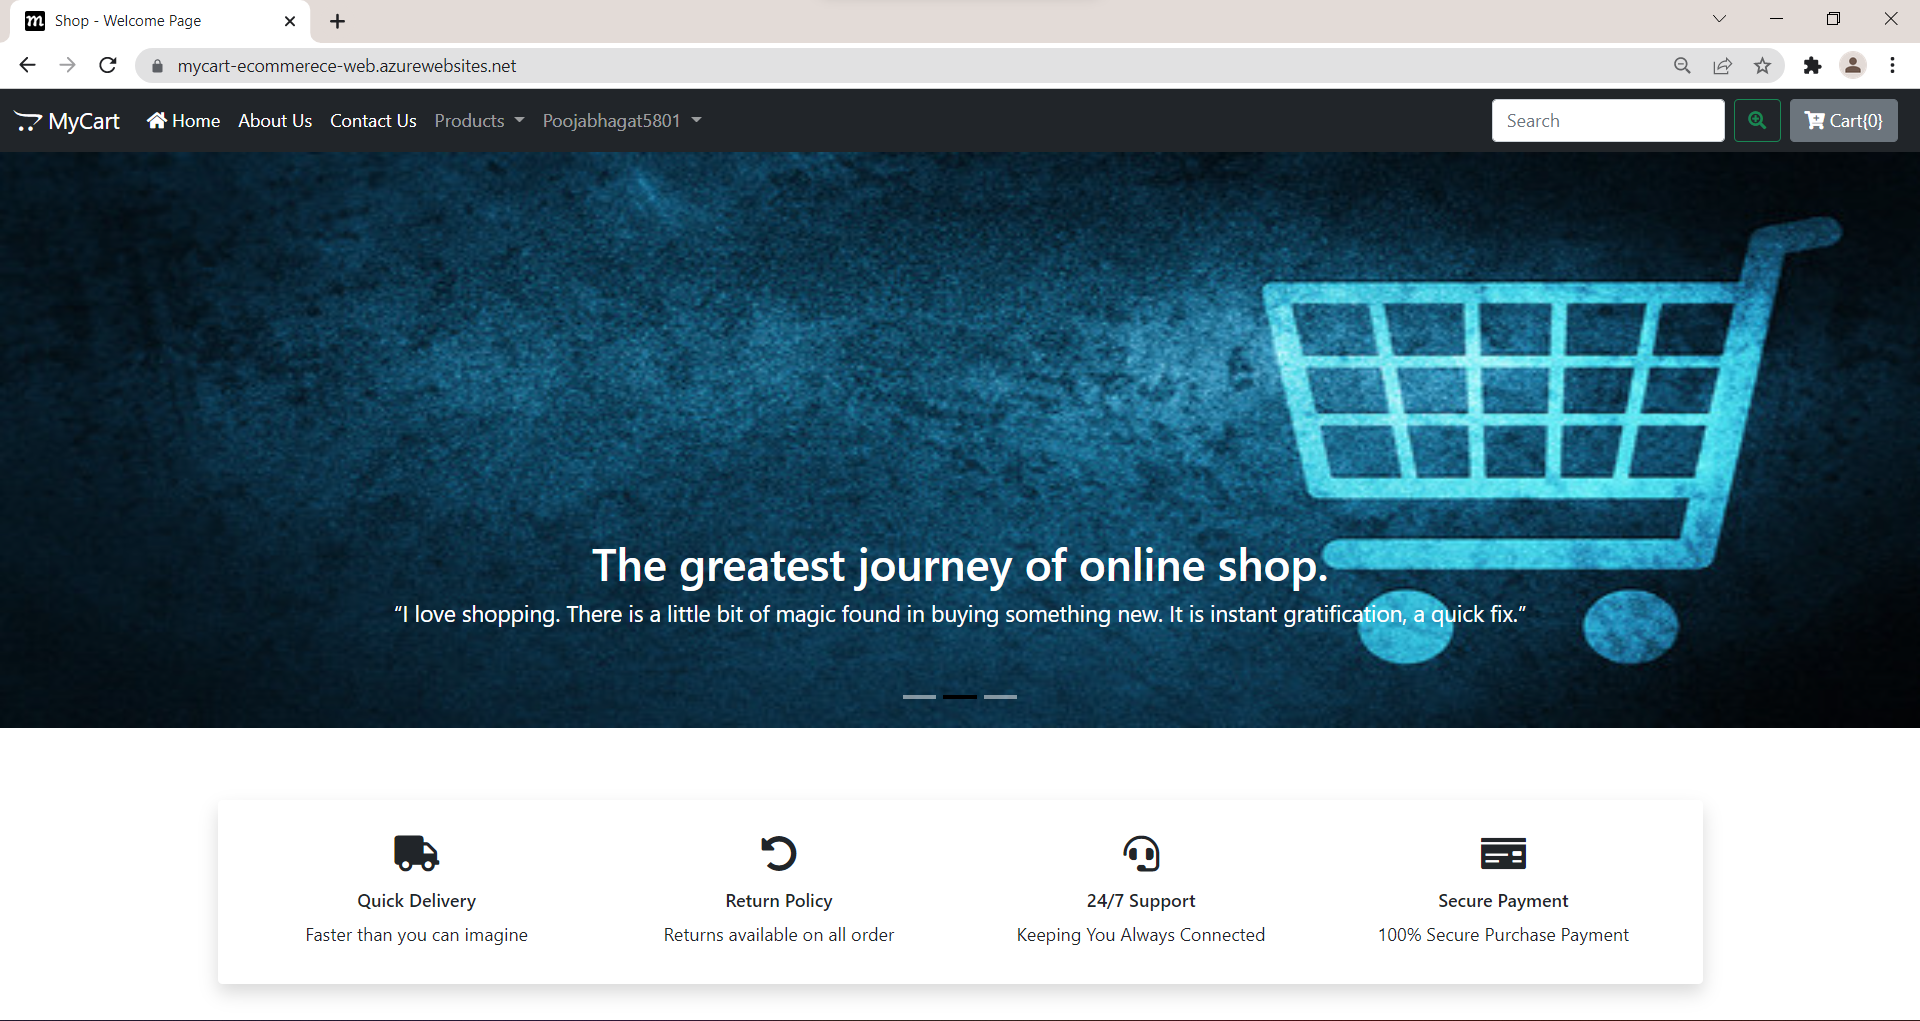 m Shop - Welcome Page
mycart-ecommerece-web.azurewebsites.net
MyCart Home About Us Contact Us Products Poojabhagat5801 Search Cart{0}
The greatest journey of online shop.
“I love shopping. There is a little bit of magic found in buying something new. It is instant gratification, a quick fix.”
Quick Delivery Return Policy 24/7 Support Secure Payment
Faster than you can imagine Returns available on all order Keeping You Always Connected 100% Secure Purchase Payment